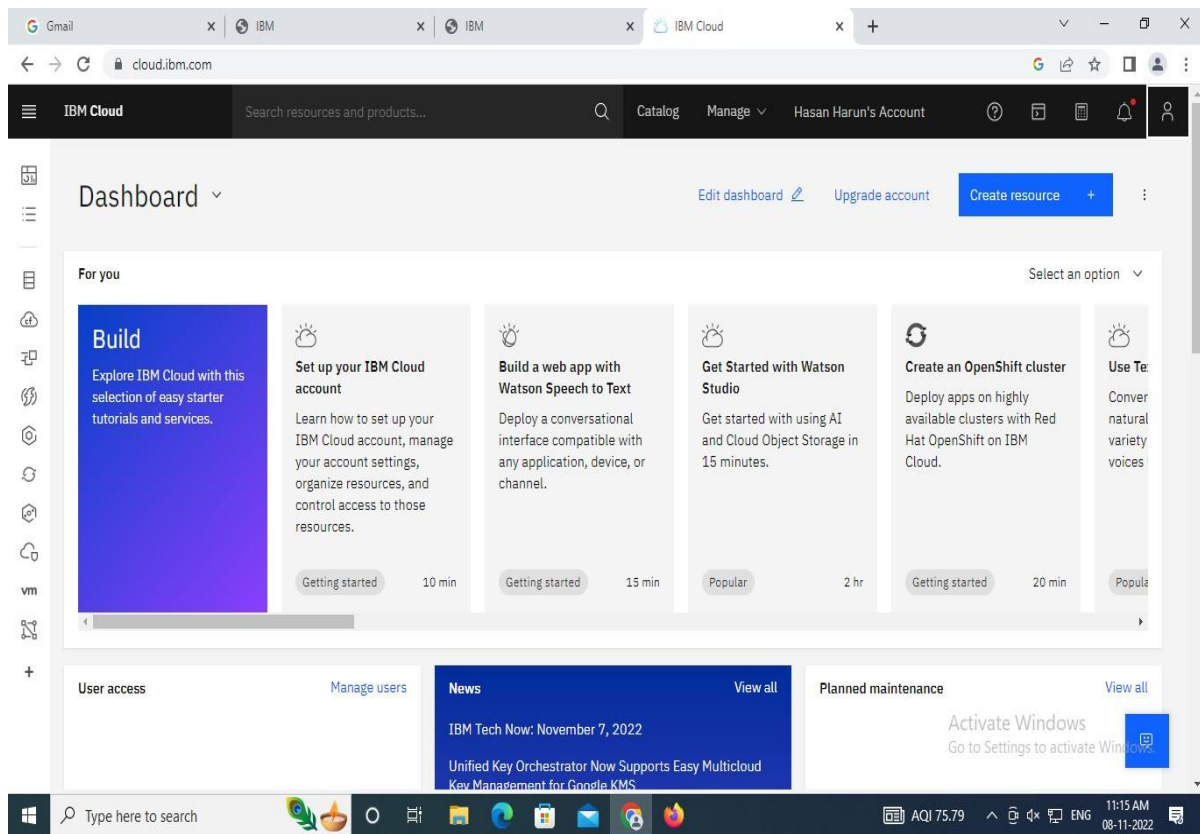 Gmail
IBM
IBM
IBM Cloud
cloud.ibm.com
IBM Cloud
Search resources and products...
Catalog
Manage
Hasan Harun's Account
Dashboard
Edit dashboard
Upgrade account
Create resource +
For you
Select an option
Build
Explore IBM Cloud with this
selection of easy starter
tutorials and services.
Set up your IBM Cloud
account
Learn how to set up your
IBM Cloud account, manage
your account settings,
organize resources, and
control access to those
resources.
Getting started
10 min
Build a web app with
Watson Speech to Text
Deploy a conversational
interface compatible with
any application, device, or
channel.
Getting started
15 min
Get Started with Watson
Studio
Get started with using AI
and Cloud Object Storage in
15 minutes.
Popular
2 hr
Create an OpenShift cluster
Deploy apps on highly
available clusters with Red
Hat OpenShift on IBM
Cloud.
Getting started
20 min
Use Te
Conver
natural
variety
voices
Popula
vm
User access
Manage users
News
View all
IBM Tech Now: November 7, 2022
Unified Key Orchestrator Now Supports Easy Multicloud
Key Management for Google KMS
Planned maintenance
View all
Activate Windows
Go to Settings to activate Windows.
Type here to search
AQI 75.79
ENG
11:15 AM
08-11-2022